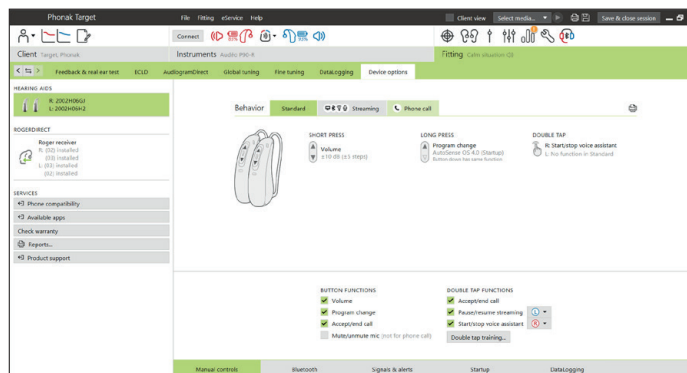 Phonak Target File Fitting eService Help Client view Select media... Save & close session
Connect
Client Target, Phonak Instruments Audéo P90-R Fitting Calm situation (3)
Feedback & real ear test ECLD AudiogramDirect Global tuning Fine tuning DataLogging Device options
HEARING AIDS
ROGERDIRECT
Roger receiver
R: (02) installed
(03) installed
L: (03) installed
(02) installed
SERVICES
Phone compatibility
Available apps
Check warranty
Reports...
Product support
Behavior Standard Streaming Phone call
SHORT PRESS LONG PRESS DOUBLE TAP
Volume Program change R: Start/stop voice assistant
±10 dB (±5 steps) AutoSense OS 4.0 (Startup) L: No function in Standard
Button down has same function
BUTTON FUNCTIONS DOUBLE TAP FUNCTIONS
Volume Accept/end call
Program change Pause/resume streaming L
Accept/end call Start/stop voice assistant R
Mute/unmute mic (not for phone call) Double tap training...
Manual controls Bluetooth Signals & alerts Startup DataLogging